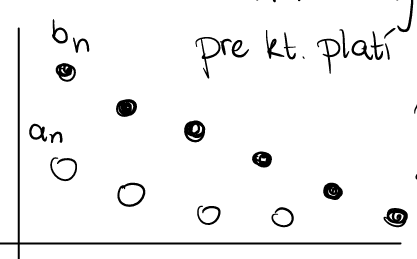 bn
pre kt. platí
an